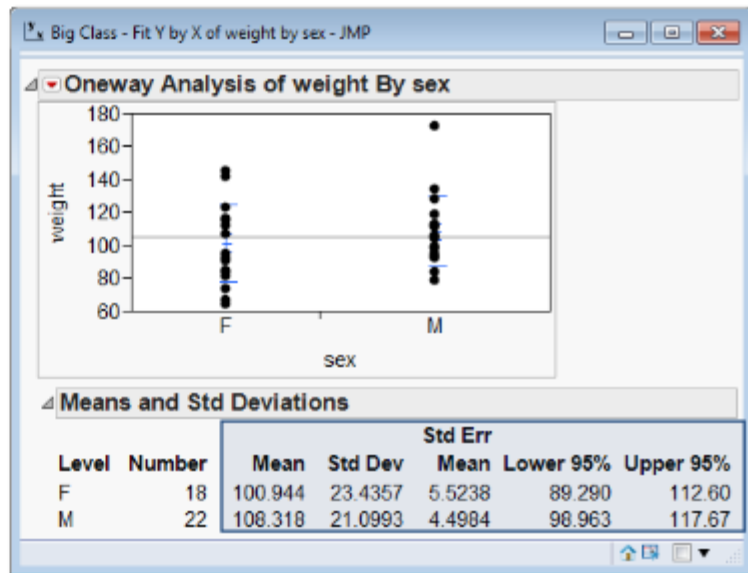 Big Class - Fit Y by X of weight by sex - JMP
Oneway Analysis of weight By sex
180
160
140
120
100
80
60
weight
F M
sex
Means and Std Deviations
Std Err
Level Number Mean Std Dev Mean Lower 95% Upper 95%
F 18 100.944 23.4357 5.5238 89.290 112.60
M 22 108.318 21.0993 4.4984 98.963 117.67